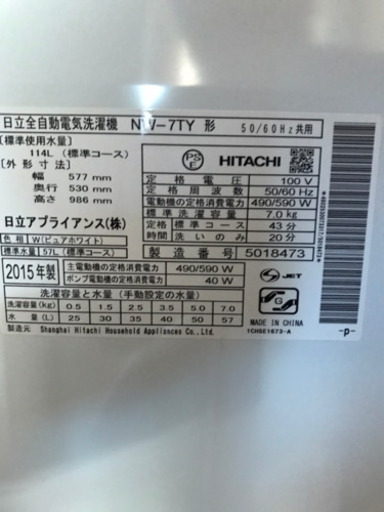 日立全自動電気洗濯機 NW-7TY 形 50/60Hz共用
[標準使用水量]
114L (標準コース)
[外形寸法]
幅 577 mm
奥行 530 mm
高さ 986 mm
日立アプライアンス(株)
色相 W(ピュアホワイト)
標準水量 57L (標準コース)
PSE HITACHI
定格電圧 100 V
定格周波数 50/60 Hz
電動機の定格消費電力 490/590 W
標準洗濯容量 7.0 kg
定格標準コース 43 分
時間 洗いのみ 20 分
製造番号 5018473
2015年製
主電動機の定格消費電力 490/590 W
ポンプ電動機の定格消費電力 40 W
洗濯容量と水量 (手動設定の水量)
洗濯容量(kg) 0.5 1.5 2.5 3.5 5.0 7.0
水量(L) 25 30 35 40 50 57
製造元 Shanghai Hitachi Household Appliances Co.,Ltd.
JET
G
MADE IN CHINA
1CHSE1673-A
-p-